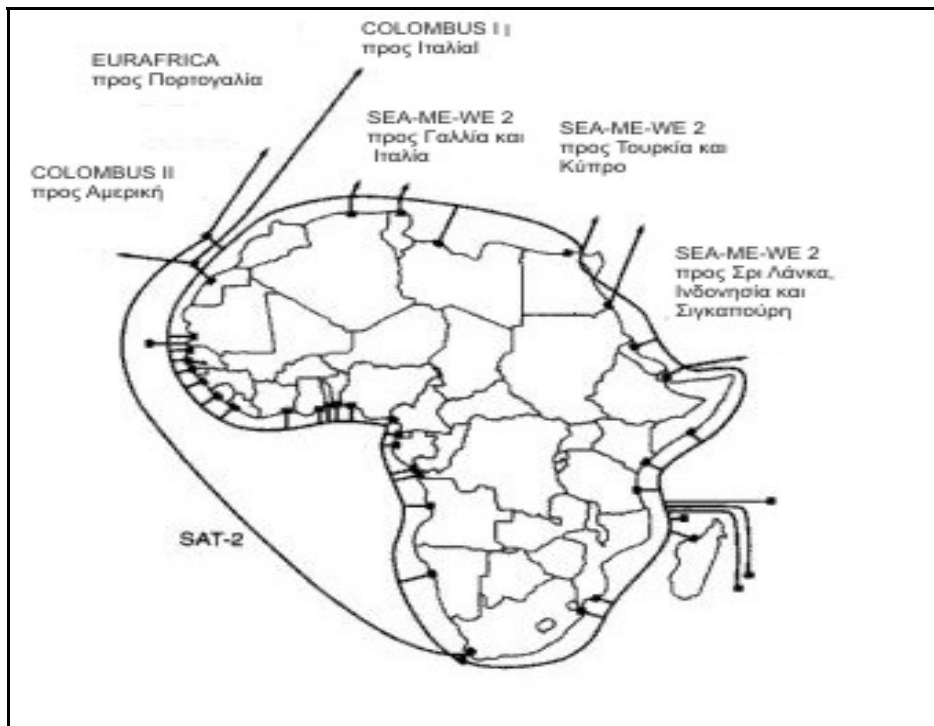 COLOMBUS I |
προς Ιταλίαl
EURAFRICA
προς Πορτογαλία
SEA-ME-WE 2
προς Γαλλία και
Ιταλία
SEA-ME-WE 2
προς Τουρκία και
Κύπρο
COLOMBUS II
προς Αμερική
SEA-ME-WE 2
προς Σρι Λάνκα,
Ινδονησία και
Σιγκαπούρη
SAT-2